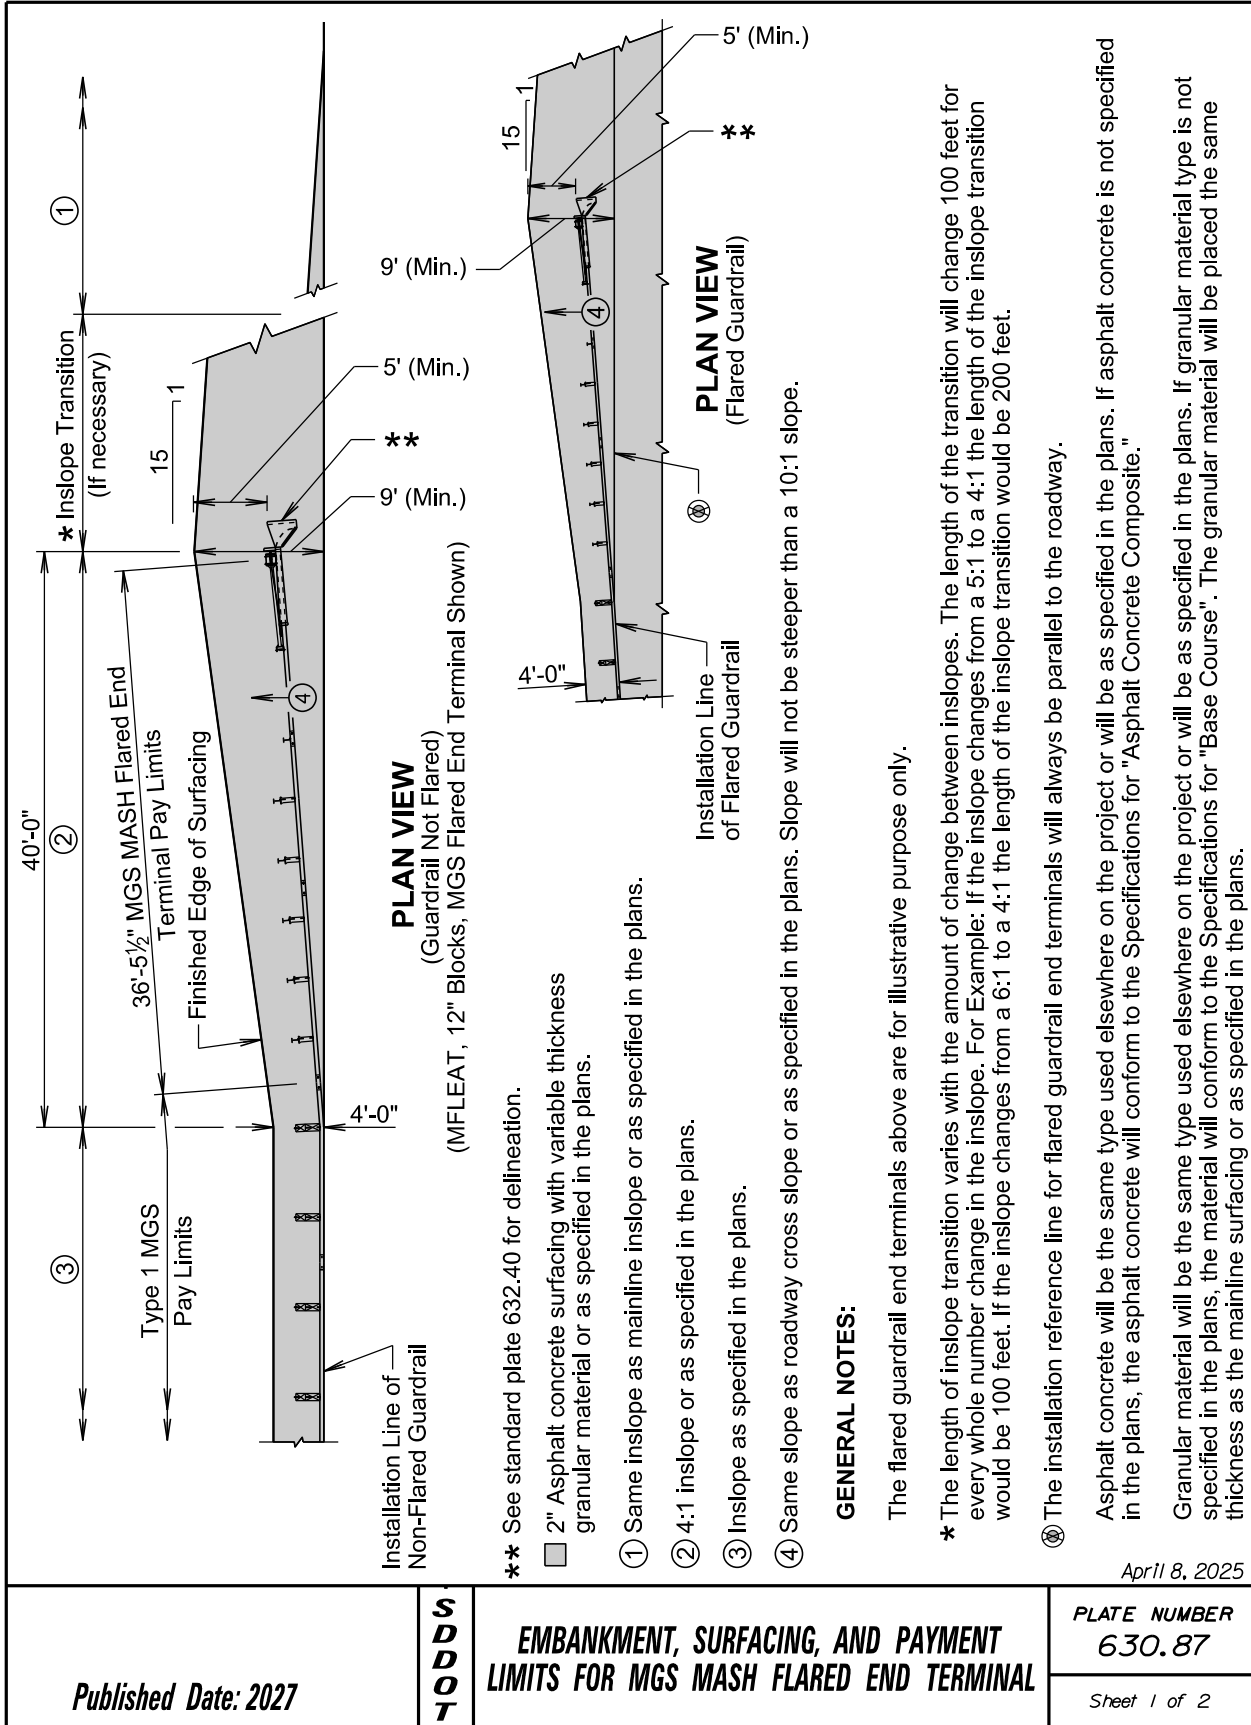 40'-0"
①
②
③
* Inslope Transition
(If necessary)
36'-5½" MGS MASH Flared End
Terminal Pay Limits
Type 1 MGS
Pay Limits
Finished Edge of Surfacing
15
1
5' (Min.)
**
9' (Min.)
④
4'-0"
Installation Line of
Non-Flared Guardrail
PLAN VIEW
(Guardrail Not Flared)
(MFLEAT, 12" Blocks, MGS Flared End Terminal Shown)
15
1
5' (Min.)
**
9' (Min.)
④
4'-0"
Installation Line
of Flared Guardrail
PLAN VIEW
(Flared Guardrail)
** See standard plate 632.40 for delineation.
2" Asphalt concrete surfacing with variable thickness
granular material or as specified in the plans.
① Same inslope as mainline inslope or as specified in the plans.
② 4:1 inslope or as specified in the plans.
③ Inslope as specified in the plans.
④ Same slope as roadway cross slope or as specified in the plans. Slope will not be steeper than a 10:1 slope.
GENERAL NOTES:
The flared guardrail end terminals above are for illustrative purpose only.
* The length of inslope transition varies with the amount of change between inslopes. The length of the transition will change 100 feet for
every whole number change in the inslope. For Example: If the inslope changes from a 5:1 to a 4:1 the length of the inslope transition
would be 100 feet. If the inslope changes from a 6:1 to a 4:1 the length of the inslope transition would be 200 feet.
The installation reference line for flared guardrail end terminals will always be parallel to the roadway.
Asphalt concrete will be the same type used elsewhere on the project or will be as specified in the plans. If asphalt concrete is not specified
in the plans, the asphalt concrete will conform to the Specifications for "Asphalt Concrete Composite."
Granular material will be the same type used elsewhere on the project or will be as specified in the plans. If granular material type is not
specified in the plans, the material will conform to the Specifications for "Base Course". The granular material will be placed the same
thickness as the mainline surfacing or as specified in the plans.
April 8, 2025
Published Date: 2027
SDDOT
EMBANKMENT, SURFACING, AND PAYMENT
LIMITS FOR MGS MASH FLARED END TERMINAL
PLATE NUMBER
630.87
Sheet 1 of 2